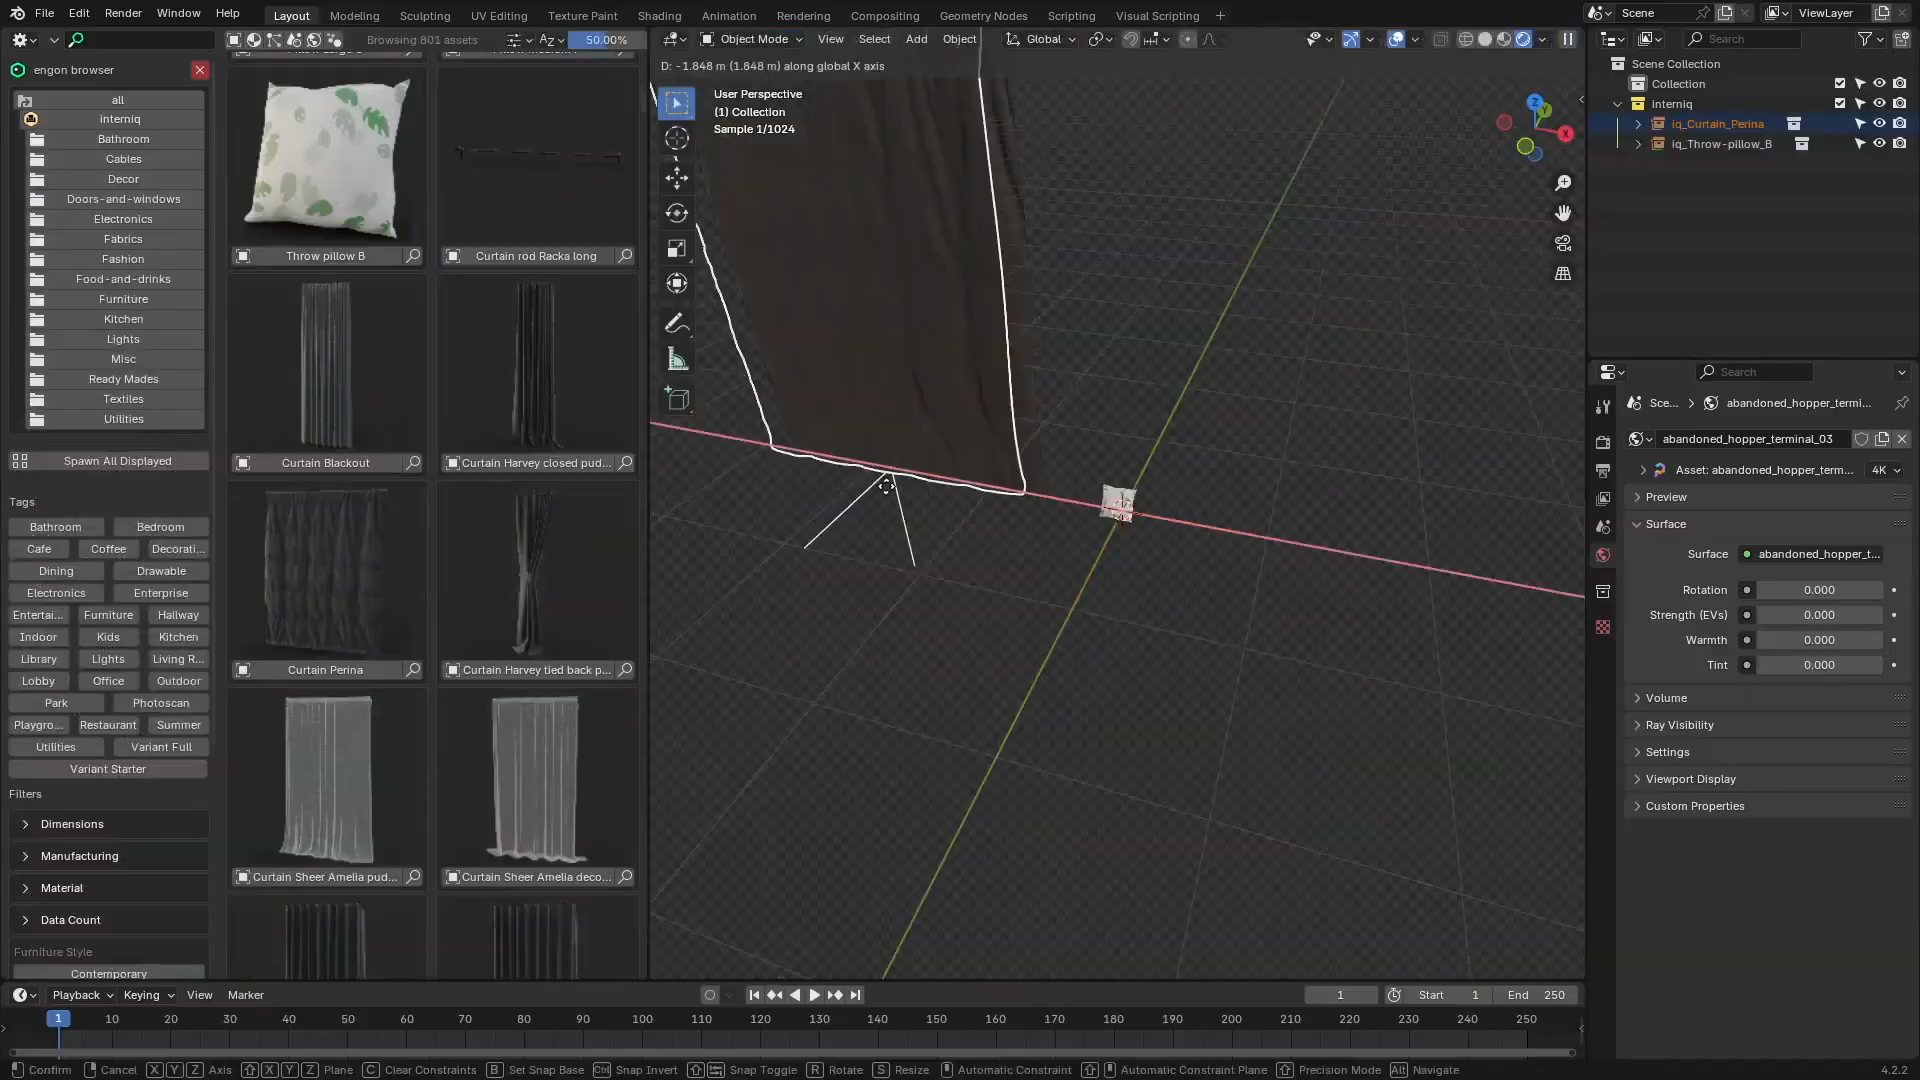 File Edit Render Window Help Layout Modeling Sculpting UV Editing Texture Paint Shading Animation Rendering Compositing Geometry Nodes Scripting Visual Scripting Scene ViewLayer
Browsing 801 assets 50.00% Object Mode View Select Add Object Global Search
D: -1.848 m (1.848 m) along global X axis
engon browser
all
interniq
Bathroom
Cables
Decor
Doors-and-windows
Electronics
Fabrics
Fashion
Food-and-drinks
Furniture
Kitchen
Lights
Misc
Ready Mades
Textiles
Utilities
Spawn All Displayed
Tags
Bathroom Bedroom
Cafe Coffee Decorati...
Dining Drawable
Electronics Enterprise
Entertai... Furniture Hallway
Indoor Kids Kitchen
Library Lights Living R...
Lobby Office Outdoor
Park Photoscan
Playgro... Restaurant Summer
Utilities Variant Full
Variant Starter
Filters
Dimensions
Manufacturing
Material
Data Count
Furniture Style
Contemporary
Throw pillow B Curtain rod Racka long
Curtain Blackout Curtain Harvey closed pud...
Curtain Perina Curtain Harvey tied back p...
Curtain Sheer Amelia pud... Curtain Sheer Amelia deco...
User Perspective
(1) Collection
Sample 1/1024
Z
Y
X
Scene Collection
Collection
interniq
iq_Curtain_Perina
iq_Throw-pillow_B
Search
Sce... abandoned_hopper_termi...
abandoned_hopper_terminal_03
Asset: abandoned_hopper_term... 4K
Preview
Surface
Surface abandoned_hopper_t...
Rotation 0.000
Strength (EVs) 0.000
Warmth 0.000
Tint 0.000
Volume
Ray Visibility
Settings
Viewport Display
Custom Properties
Playback Keying View Marker 1 Start 1 End 250
1 10 20 30 40 50 60 70 80 90 100 110 120 130 140 150 160 170 180 190 200 210 220 230 240 250
Confirm Cancel X Y Z Axis X Y Z Plane C Clear Constraints B Set Snap Base Ctrl Snap Invert Snap Toggle R Rotate S Resize Automatic Constraint Automatic Constraint Plane Precision Mode Alt Navigate 4.2.2